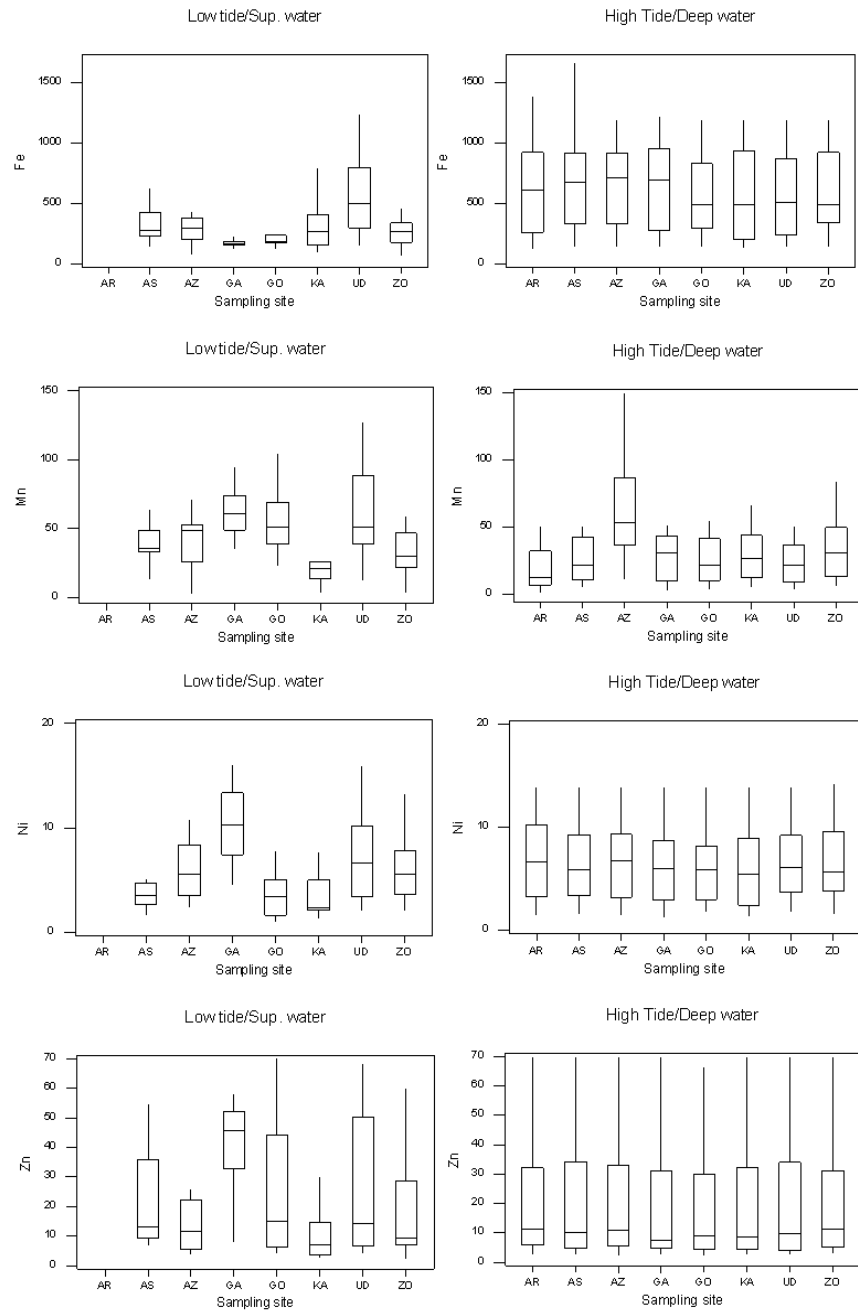 Low tide/Sup. water
1500
1000
500
0
Fe
AR AS AZ GA GO KA UD ZO
Sampling site
High Tide/Deep water
1500
1000
500
0
Fe
AR AS AZ GA GO KA UD ZO
Sampling site
Low tide/Sup. water
150
100
50
0
Mn
AR AS AZ GA GO KA UD ZO
Sampling site
High Tide/Deep water
150
100
50
0
Mn
AR AS AZ GA GO KA UD ZO
Sampling site
Low tide/Sup. water
20
10
0
Ni
AR AS AZ GA GO KA UD ZO
Sampling site
High Tide/Deep water
20
10
0
Ni
AR AS AZ GA GO KA UD ZO
Sampling site
Low tide/Sup. water
70
60
50
40
30
20
10
0
Zn
AR AS AZ GA GO KA UD ZO
Sampling site
High Tide/Deep water
70
60
50
40
30
20
10
0
Zn
AR AS AZ GA GO KA UD ZO
Sampling site